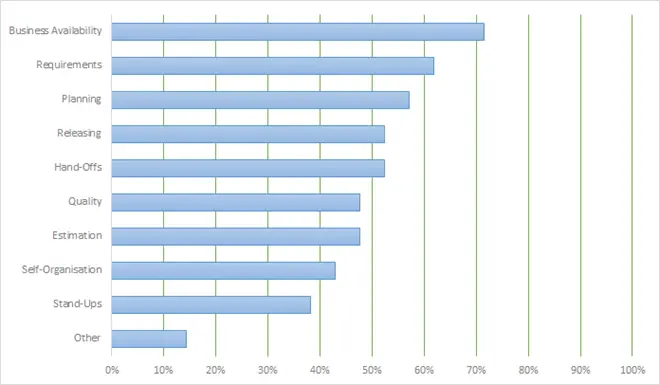 Business Availability
Requirements
Planning
Releasing
Hand-Offs
Quality
Estimation
Self-Organisation
Stand-Ups
Other
0% 10% 20% 30% 40% 50% 60% 70% 80% 90% 100%